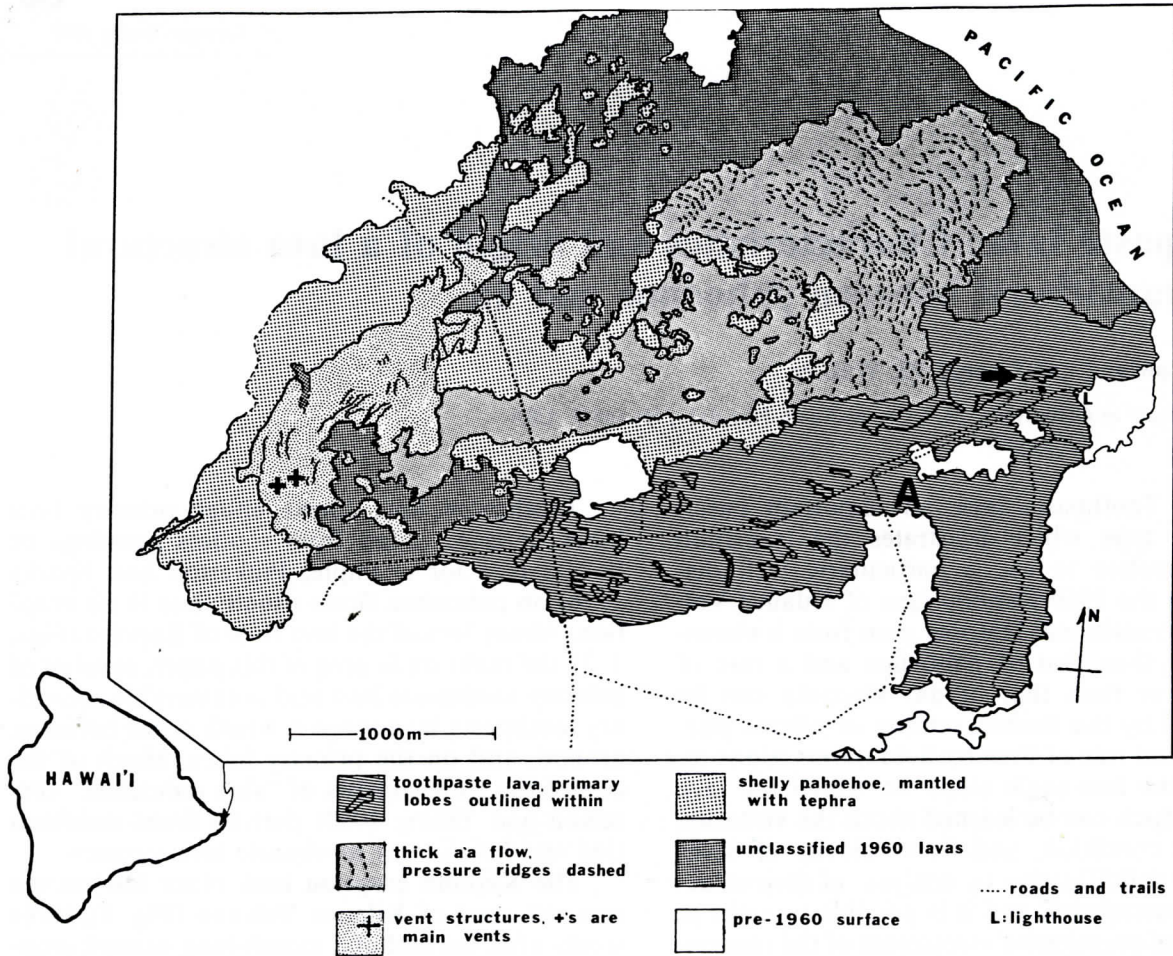 PACIFIC OCEAN
L
A
N
1000m
HAWAI'I
toothpaste lava, primary
lobes outlined within
thick a'a flow,
pressure ridges dashed
vent structures, +'s are
main vents
shelly pahoehoe, mantled
with tephra
unclassified 1960 lavas
pre-1960 surface
roads and trails
L: lighthouse